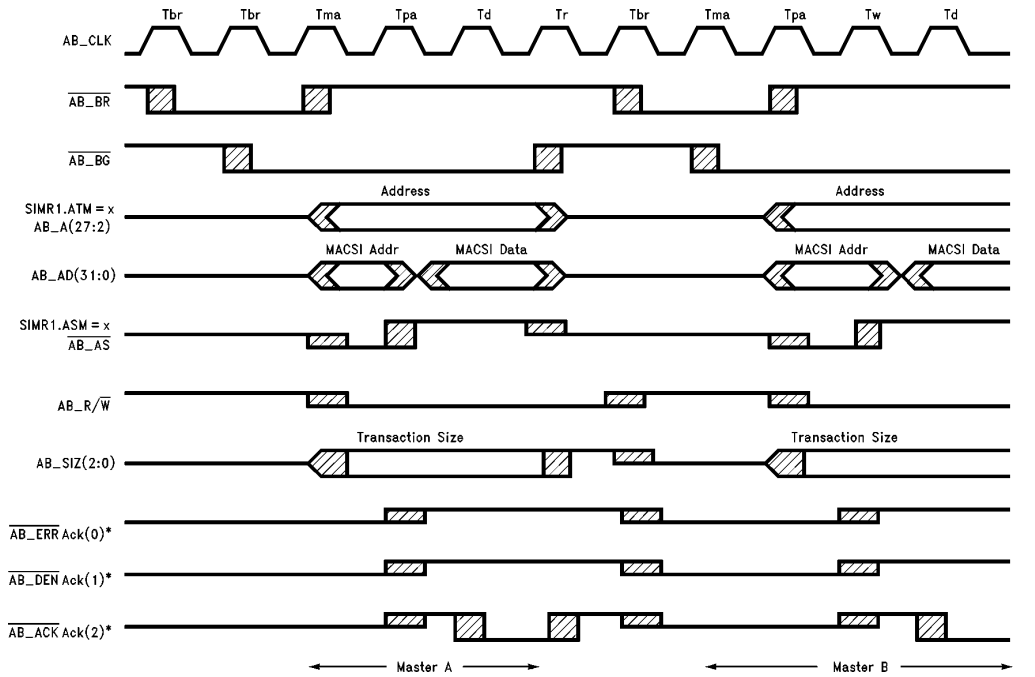 Tbr Tbr Tma Tpa Td Tr Tbr Tma Tpa Tw Td
AB_CLK
AB_BR
AB_BG
Address Address
SIMR1.ATM = x
AB_A(27:2)
MACSI Addr MACSI Data MACSI Addr MACSI Data
AB_AD(31:0)
SIMR1.ASM = x
AB_AS
AB_R/W
Transaction Size Transaction Size
AB_SIZ(2:0)
AB_ERR Ack(0)*
AB_DEN Ack(1)*
AB_ACK Ack(2)*
Master A Master B